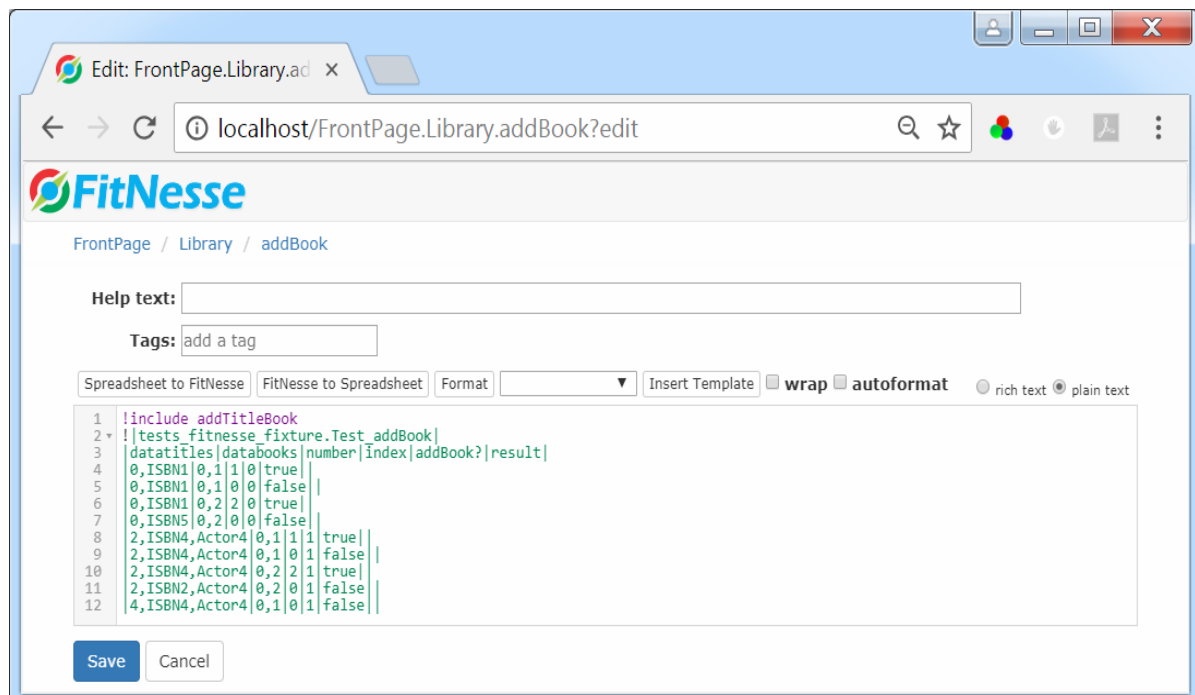 Edit: FrontPage.Library.ad
localhost/FrontPage.Library.addBook?edit
FitNesse
FrontPage / Library / addBook
Help text:
Tags: add a tag
Spreadsheet to FitNesse FitNesse to Spreadsheet Format Insert Template wrap autoformat rich text plain text
1 !include addTitleBook
2 !|tests_fitnesse_fixture.Test_addBook|
3 |datatitles|databooks|number|index|addBook?|result|
4 |0,ISBN1|0,1|1|0|true||
5 |0,ISBN1|0,1|0|0|false||
6 |0,ISBN1|0,2|2|0|true||
7 |0,ISBN5|0,2|0|0|false||
8 |2,ISBN4,Actor4|0,1|1|1|true||
9 |2,ISBN4,Actor4|0,1|0|1|false||
10 |2,ISBN4,Actor4|0,2|2|1|true||
11 |2,ISBN2,Actor4|0,2|0|1|false||
12 |4,ISBN4,Actor4|0,1|0|1|false||
Save Cancel